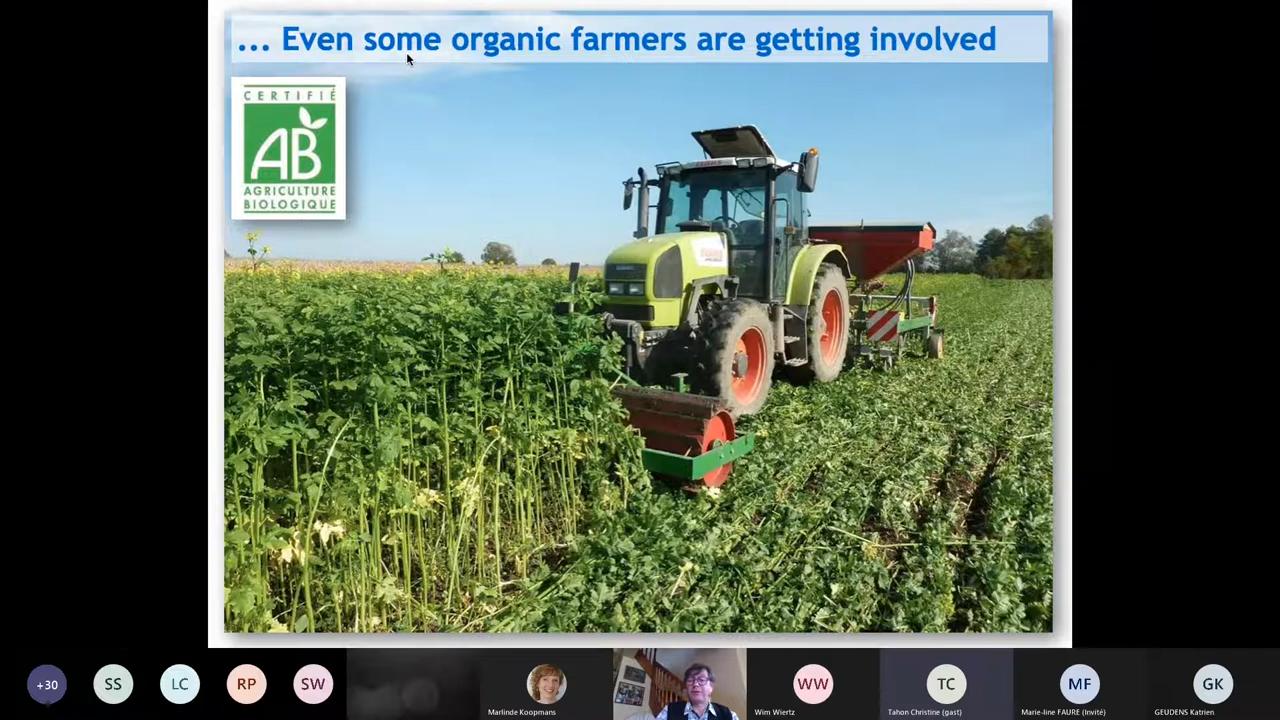 ... Even some organic farmers are getting involved
CERTIFIÉ
AB
AGRICULTURE
BIOLOGIQUE
+30
SS
LC
RP
SW
Marlinde Koopmans
WW
Wim Wiertz
TC
Tahon Christine (gast)
MF
Marie-line FAURE (Invité)
GK
GEUDENS Katrien